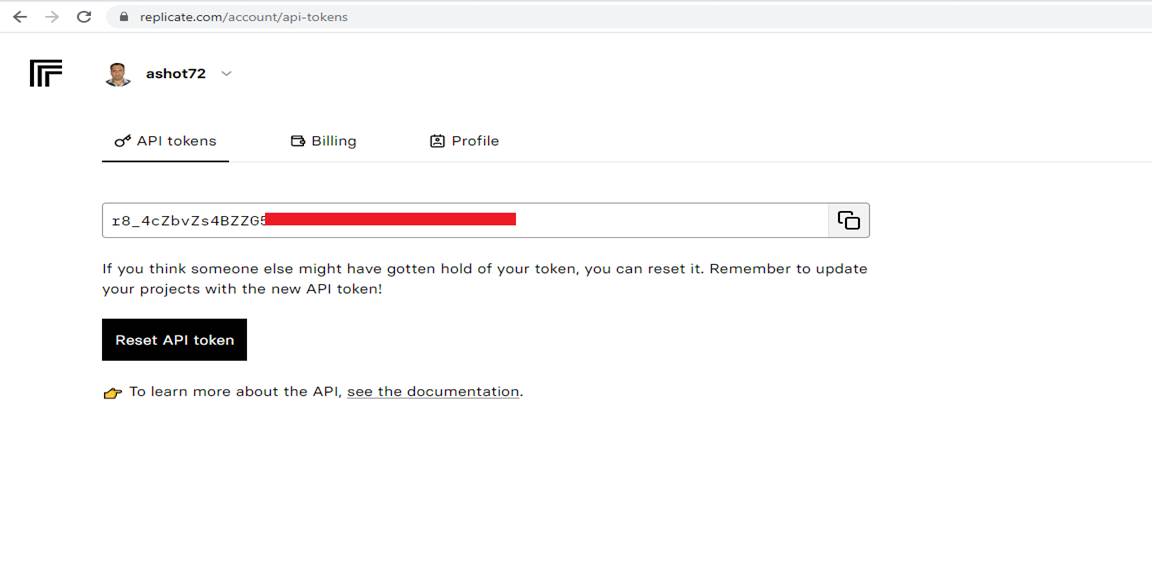 replicate.com/account/api-tokens
ashot72
API tokens
Billing
Profile
r8_4cZbvZs4BZZG5
If you think someone else might have gotten hold of your token, you can reset it. Remember to update
your projects with the new API token!
Reset API token
👉 To learn more about the API, see the documentation.